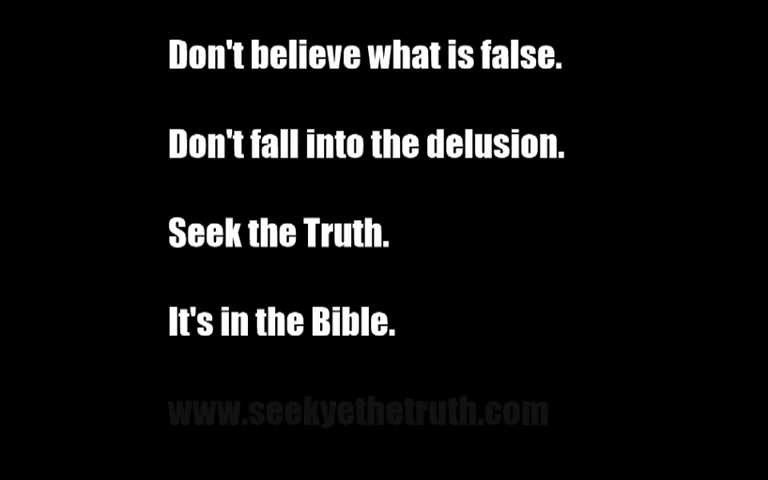 Don't believe what is false.
Don't fall into the delusion.
Seek the Truth.
It's in the Bible.
www.seekyethetruth.com